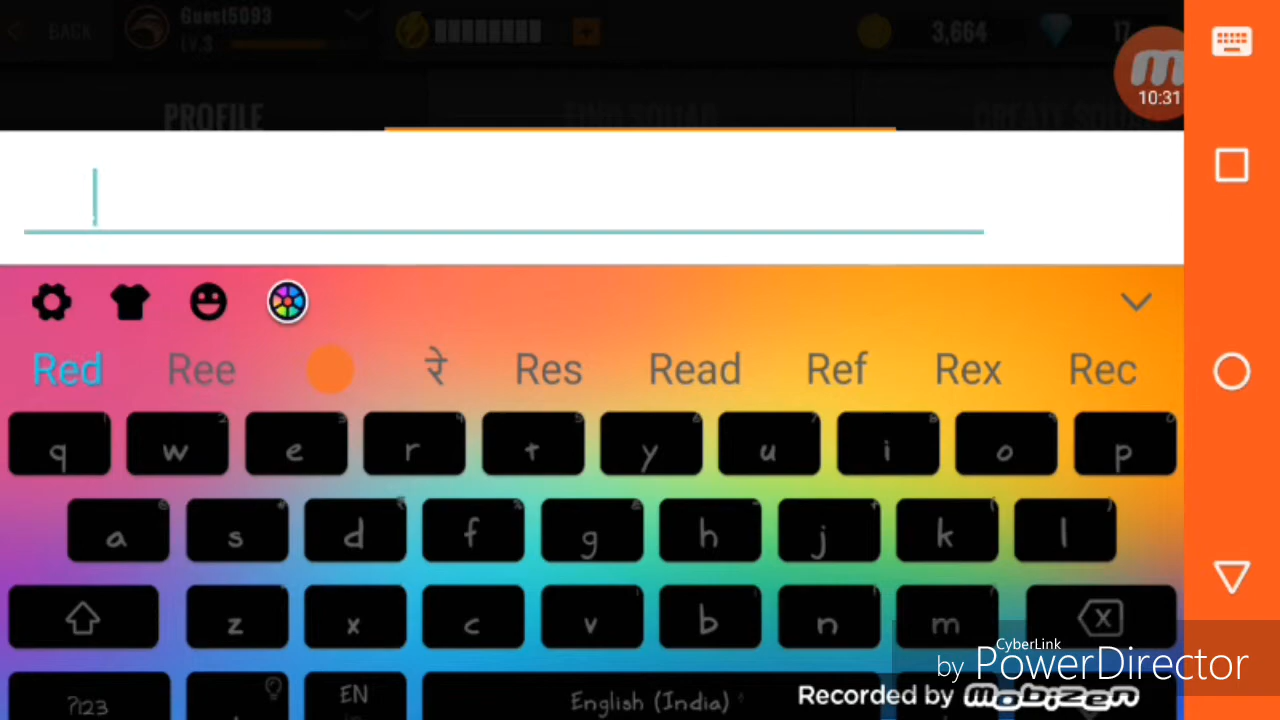 BACK
Guest5093
LV.3
3,664
17
10:31
PROFILE
FIND SQUAD
CREATE SQUAD
Red Ree रे Res Read Ref Rex Rec
q w e r t y u i o p
a s d f g h j k l
z x c v b n m
?123 EN English (India)
CyberLink
by PowerDirector
Recorded by mobizen